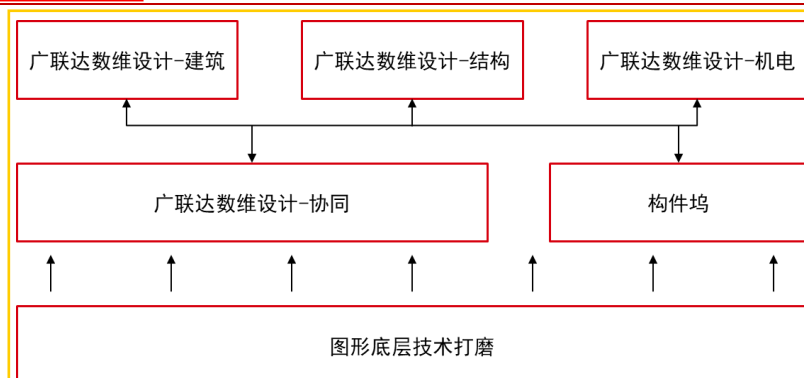 广联达数维设计-建筑
广联达数维设计-结构
广联达数维设计-机电
广联达数维设计-协同
构件坞
图形底层技术打磨